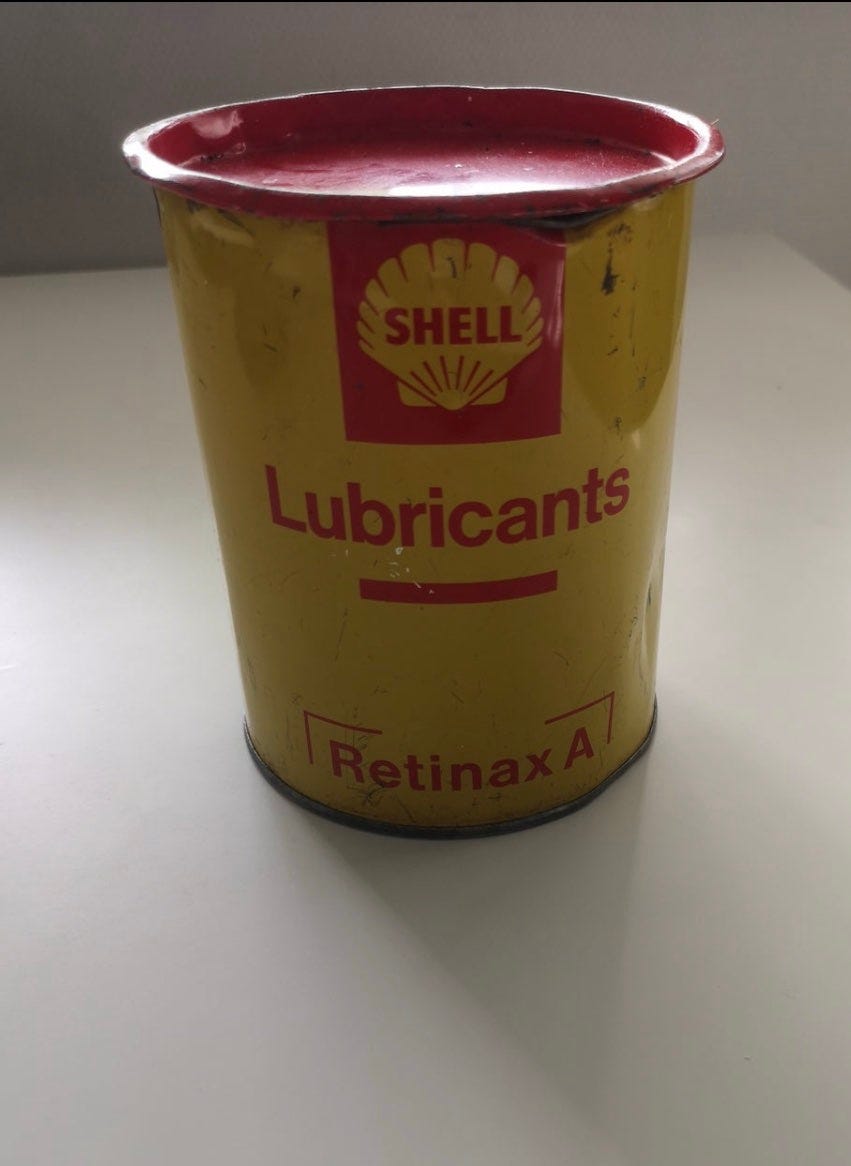 SHELL
Lubricants
Retinax A